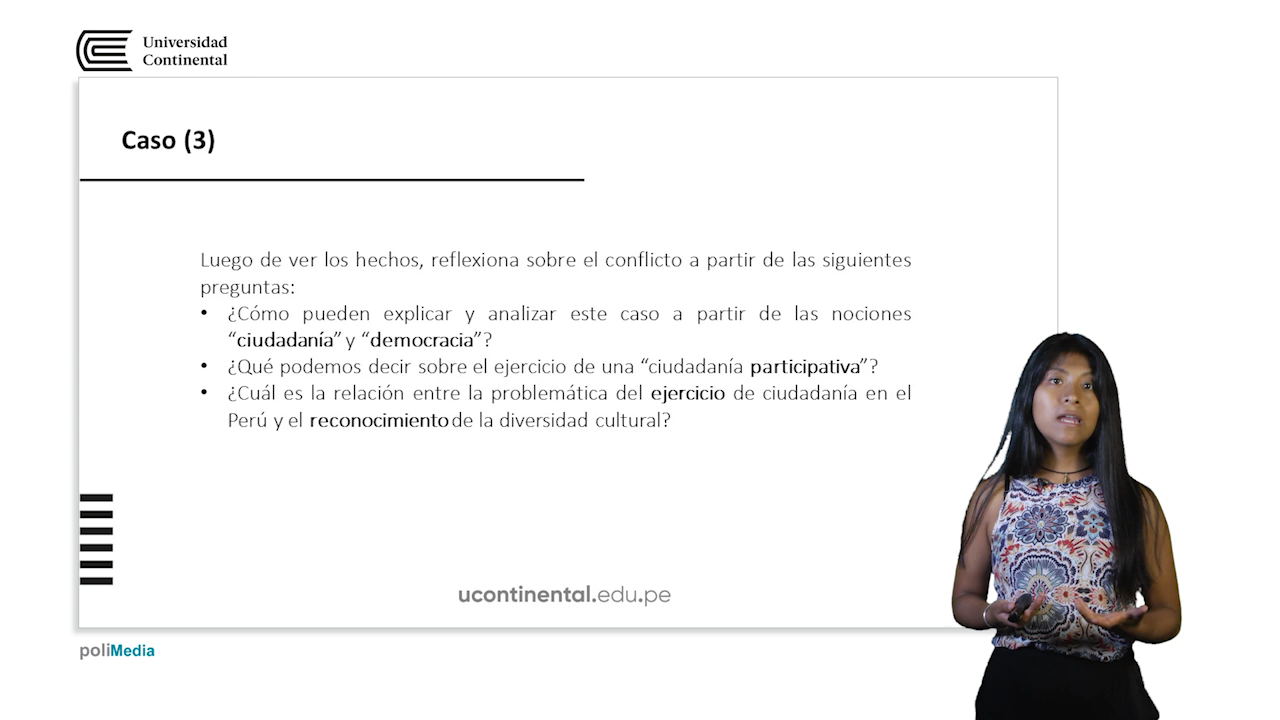 Universidad
Continental
Caso (3)
Luego de ver los hechos, reflexiona sobre el conflicto a partir de las siguientes
preguntas:
• ¿Cómo pueden explicar y analizar este caso a partir de las nociones
“ciudadanía” y “democracia”?
• ¿Qué podemos decir sobre el ejercicio de una “ciudadanía participativa”?
• ¿Cuál es la relación entre la problemática del ejercicio de ciudadanía en el
Perú y el reconocimiento de la diversidad cultural?
ucontinental.edu.pe
poliMedia